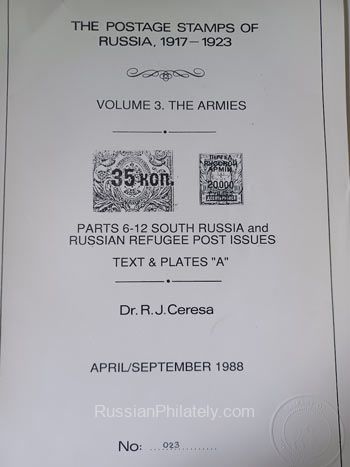 THE POSTAGE STAMPS OF
RUSSIA, 1917–1923
VOLUME 3. THE ARMIES
35 коп.
РУССКОЙ
20.000
PARTS 6-12 SOUTH RUSSIA and
RUSSIAN REFUGEE POST ISSUES
TEXT & PLATES "A"
Dr. R. J. Ceresa
APRIL/SEPTEMBER 1988
RussianPhilately.com
No: 023